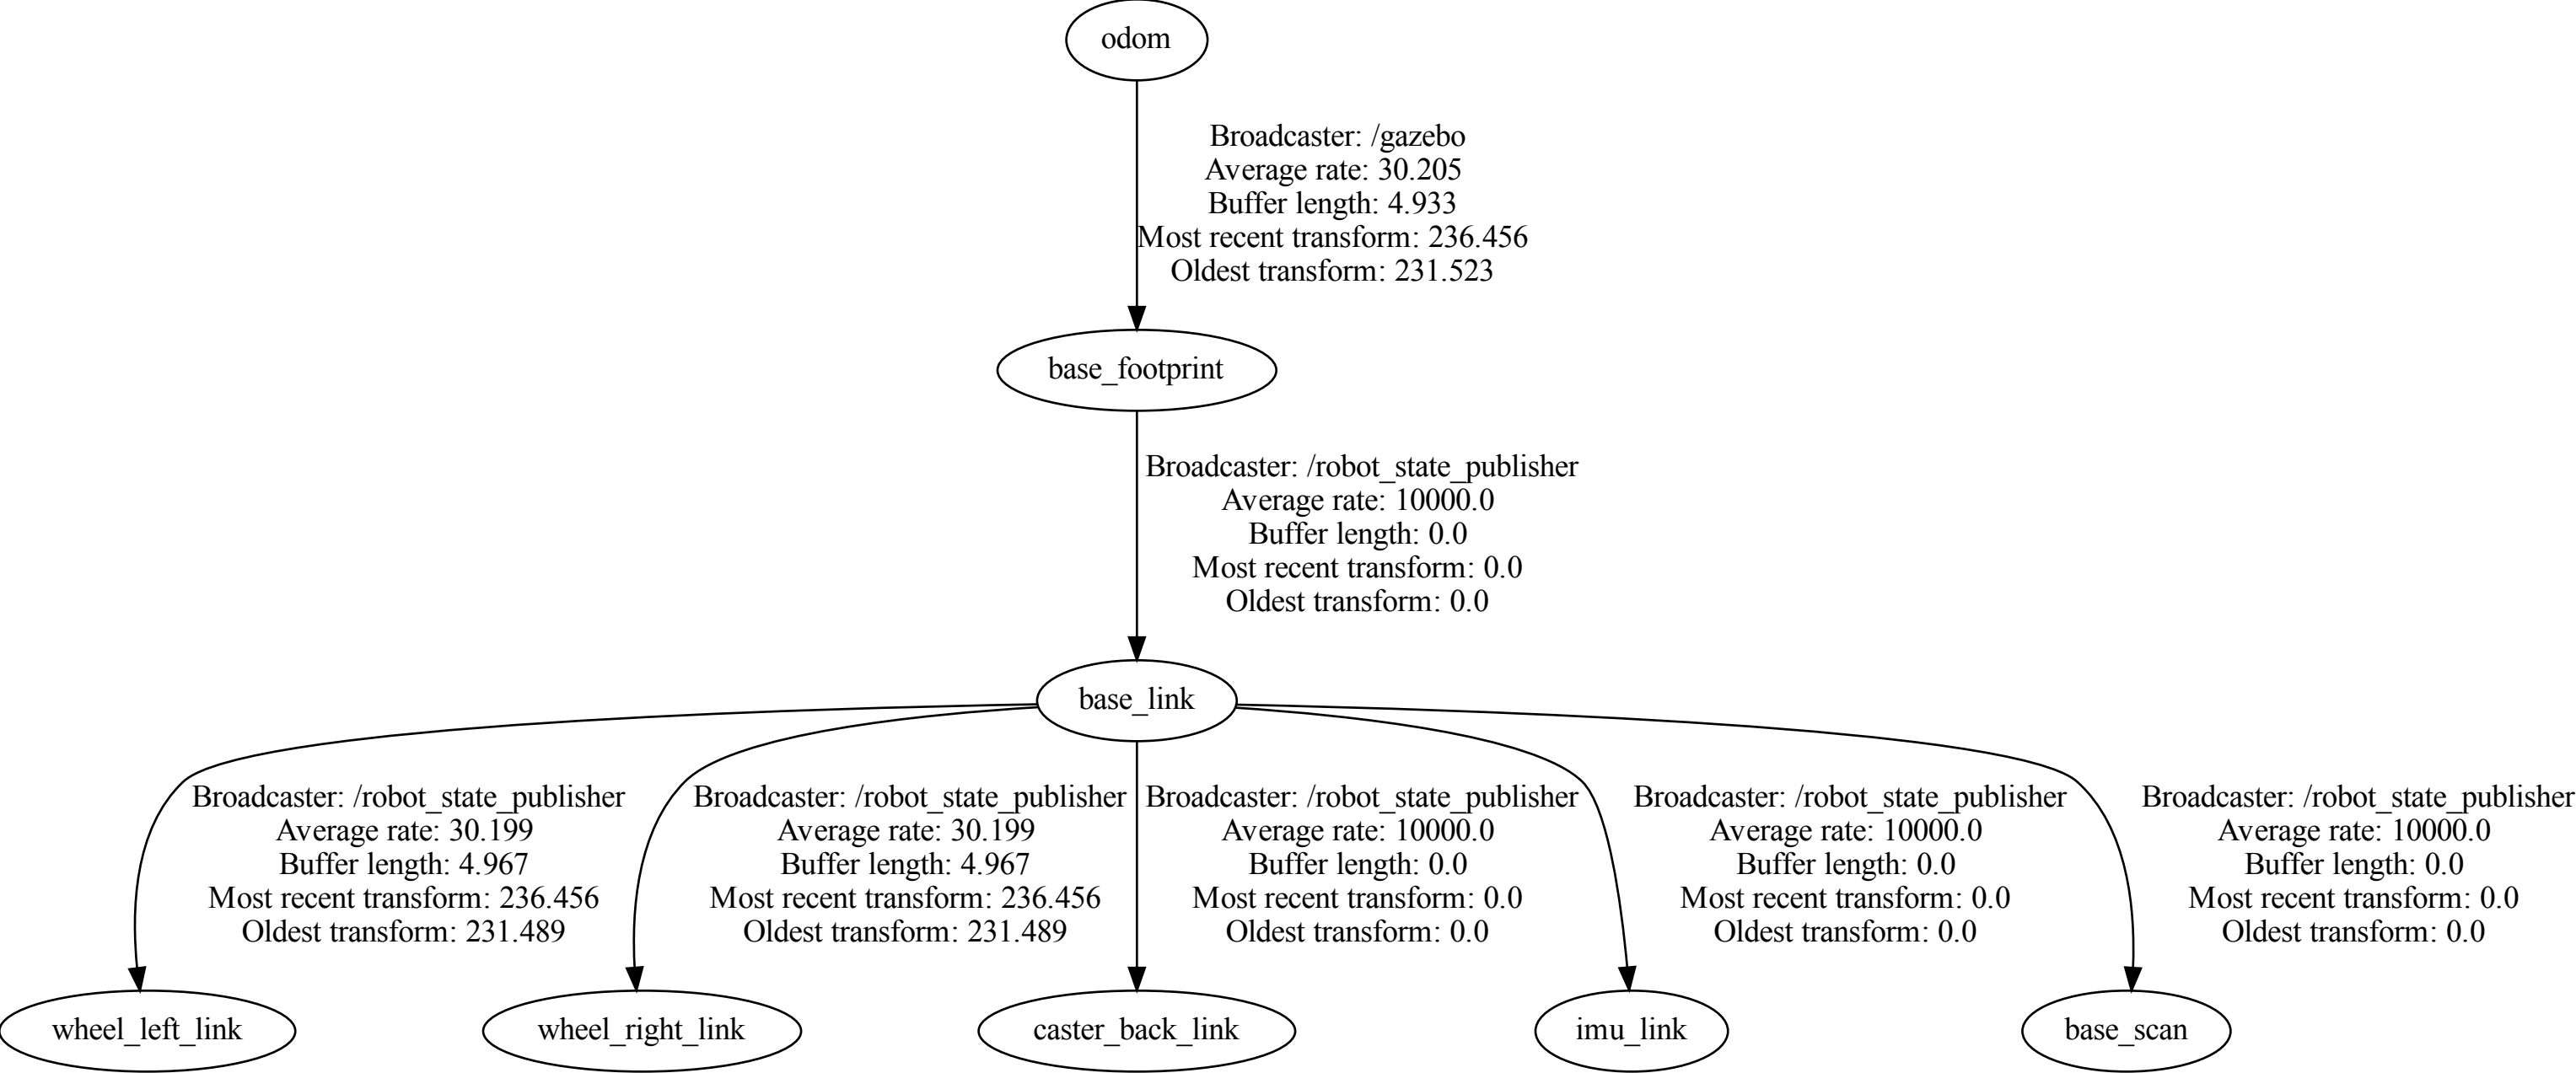 odom
Broadcaster: /gazebo
Average rate: 30.205
Buffer length: 4.933
Most recent transform: 236.456
Oldest transform: 231.523
base_footprint
Broadcaster: /robot_state_publisher
Average rate: 10000.0
Buffer length: 0.0
Most recent transform: 0.0
Oldest transform: 0.0
base_link
Broadcaster: /robot_state_publisher
Average rate: 30.199
Buffer length: 4.967
Most recent transform: 236.456
Oldest transform: 231.489
Broadcaster: /robot_state_publisher
Average rate: 30.199
Buffer length: 4.967
Most recent transform: 236.456
Oldest transform: 231.489
Broadcaster: /robot_state_publisher
Average rate: 10000.0
Buffer length: 0.0
Most recent transform: 0.0
Oldest transform: 0.0
Broadcaster: /robot_state_publisher
Average rate: 10000.0
Buffer length: 0.0
Most recent transform: 0.0
Oldest transform: 0.0
Broadcaster: /robot_state_publisher
Average rate: 10000.0
Buffer length: 0.0
Most recent transform: 0.0
Oldest transform: 0.0
wheel_left_link
wheel_right_link
caster_back_link
imu_link
base_scan